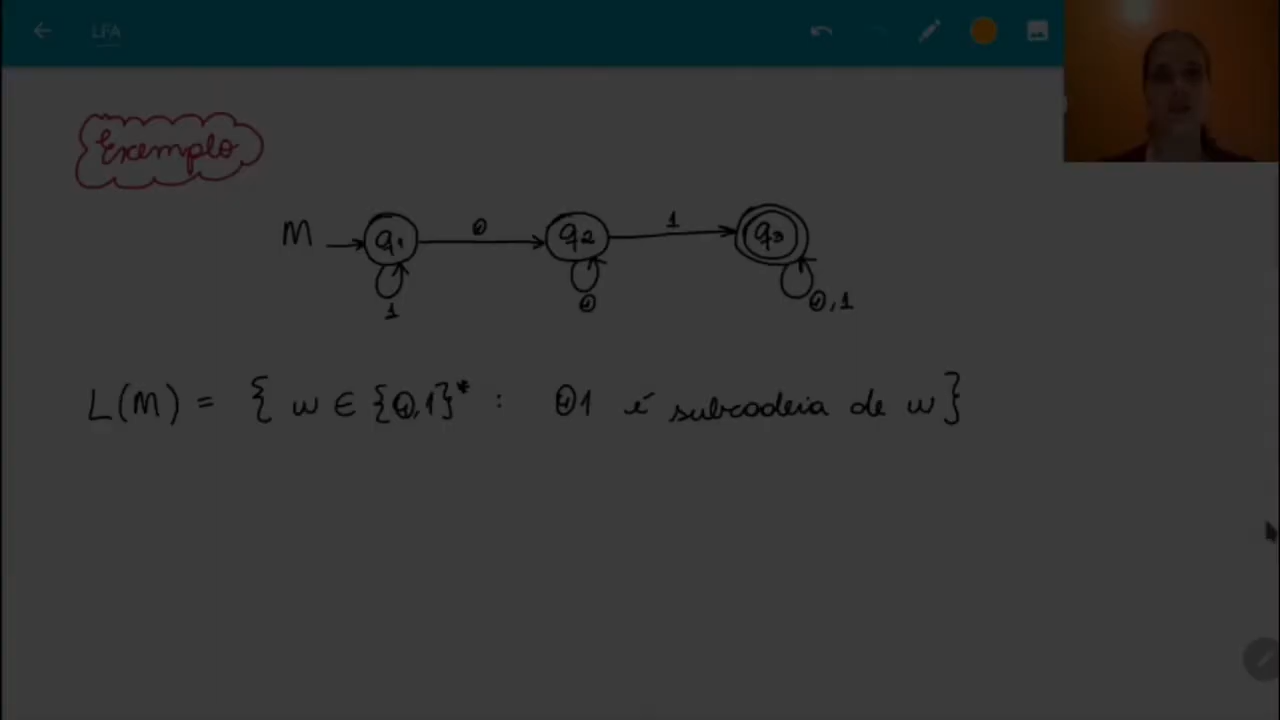 LFA
Exemplo
M q1 0 q2 1 q3
1 0 0,1
L(M) = { w ∈ {0,1}* : 01 é subcadeia de w }